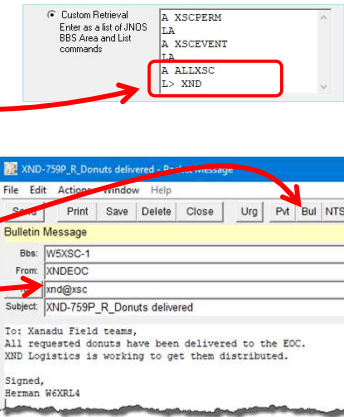 Custom Retrieval
Enter as a list of JNOS
BBS Area and List
commands
A XSCPERM
LA
A XSCEVENT
LA
A ALLXSC
L> XND
XND-759P_R_Donuts delivered - Packet Message
File Edit Actions Window Help
Send Print Save Delete Close Urg Pvt Bul NTS
Bulletin Message
Bbs: W5XSC-1
From: XNDEOC
xnd@xsc
Subject: XND-759P_R_Donuts delivered
To: Xanadu Field teams,
All requested donuts have been delivered to the EOC.
XND Logistics is working to get them distributed.
Signed,
Herman W6XRL4